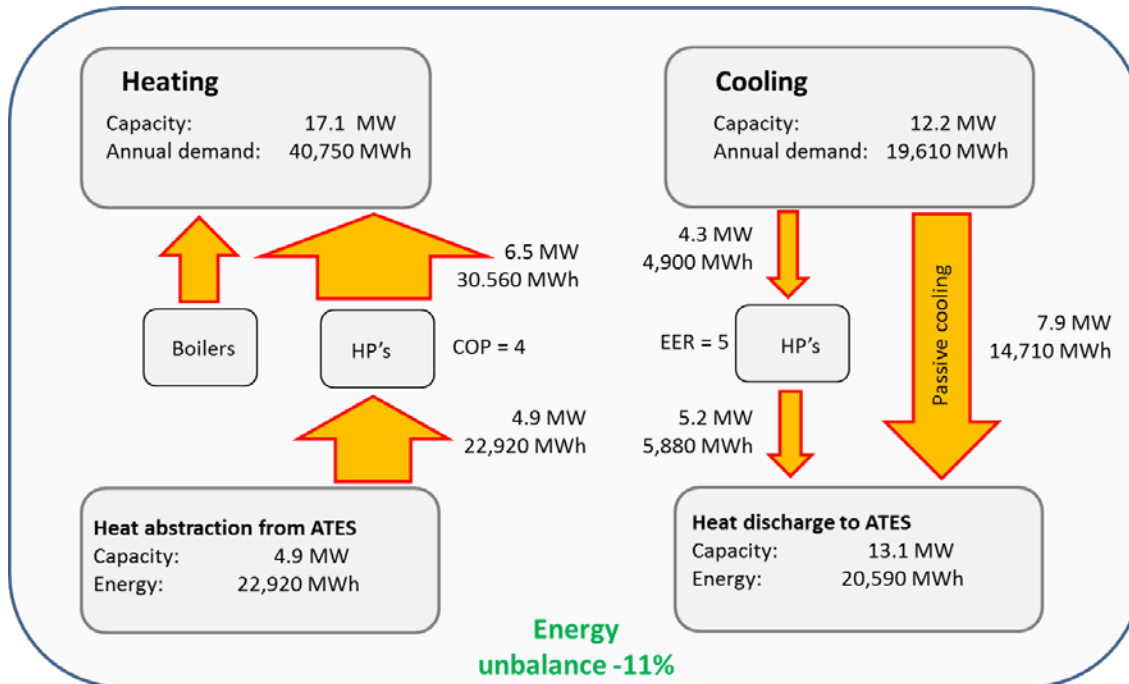 Heating
Capacity: 17.1 MW
Annual demand: 40,750 MWh
Cooling
Capacity: 12.2 MW
Annual demand: 19,610 MWh
6.5 MW
30.560 MWh
Boilers
HP's
COP = 4
4.9 MW
22,920 MWh
4.3 MW
4,900 MWh
EER = 5
HP's
Passive cooling
7.9 MW
14,710 MWh
5.2 MW
5,880 MWh
Heat abstraction from ATES
Capacity: 4.9 MW
Energy: 22,920 MWh
Heat discharge to ATES
Capacity: 13.1 MW
Energy: 20,590 MWh
Energy
unbalance -11%